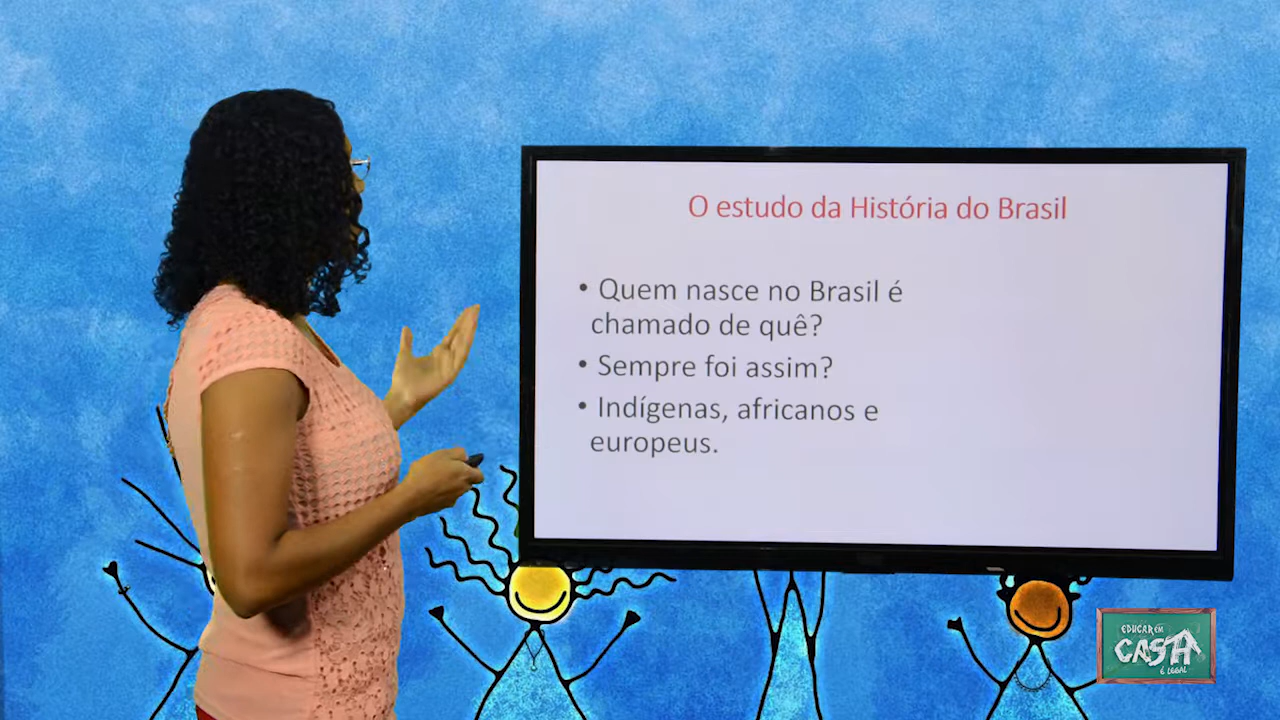 O estudo da História do Brasil
• Quem nasce no Brasil é
chamado de quê?
• Sempre foi assim?
• Indígenas, africanos e
europeus.
EDUCAR EM
CASA
É LEGAL